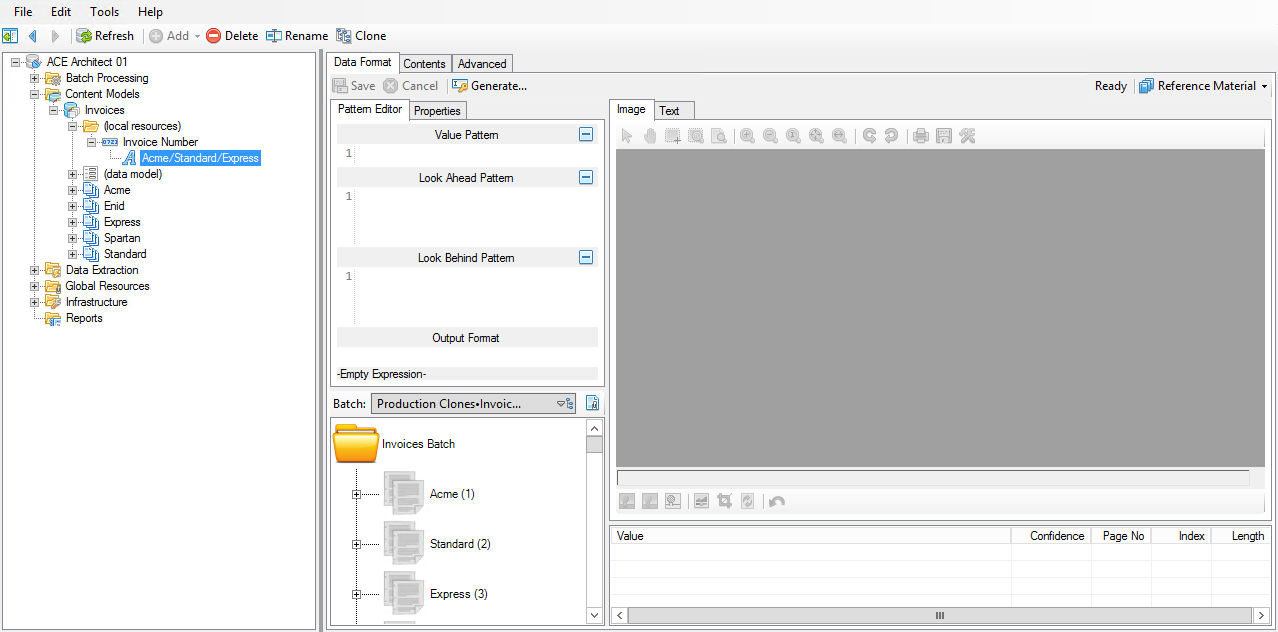 File Edit Tools Help
Refresh Add Delete Rename Clone
ACE Architect 01
Batch Processing
Content Models
Invoices
(local resources)
Invoice Number
Acme/Standard/Express
(data model)
Acme
Enid
Express
Spartan
Standard
Data Extraction
Global Resources
Infrastructure
Reports
Data Format Contents Advanced
Save Cancel Generate... Ready Reference Material
Pattern Editor Properties
Value Pattern
1
Look Ahead Pattern
1
Look Behind Pattern
1
Output Format
-Empty Expression-
Batch: Production Clones•Invoic...
Invoices Batch
Acme (1)
Standard (2)
Express (3)
Image Text
Value Confidence Page No Index Length